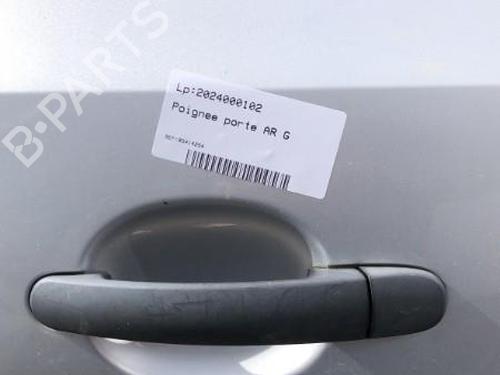 B-PARTS
Lp:2024000102
Poignee porte AR G